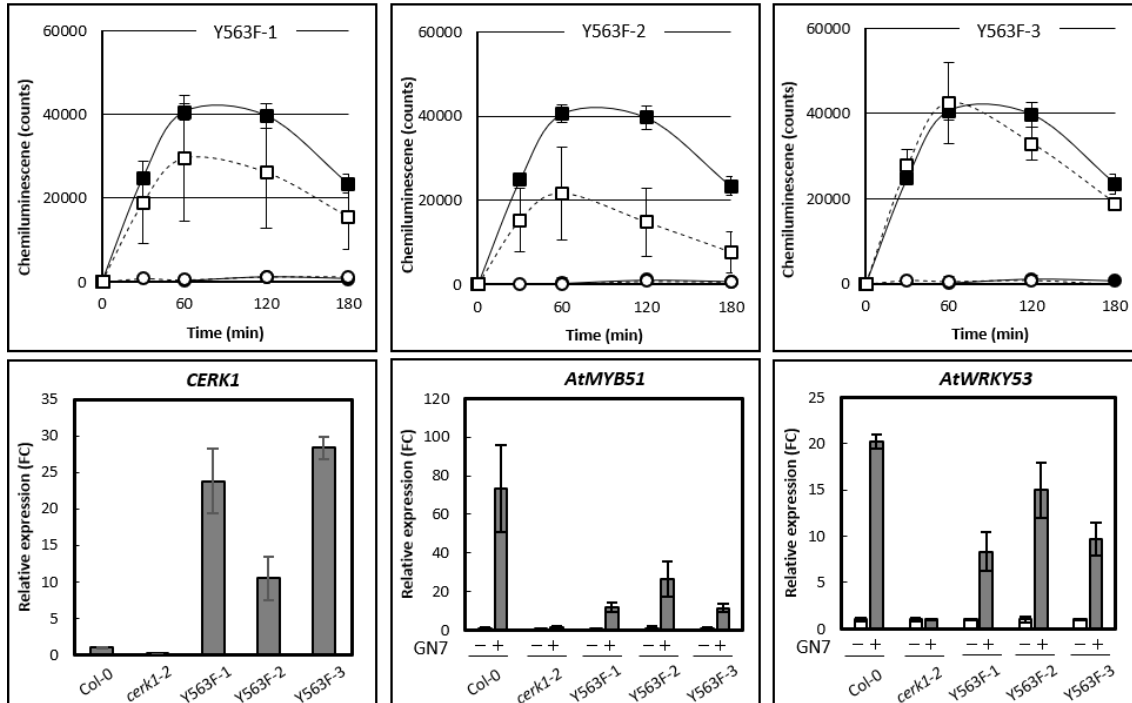 Y563F-1
Chemiluminescene (counts)
60000
40000
20000
0
0 60 120 180
Time (min)
Y563F-2
Chemiluminescene (counts)
60000
40000
20000
0
0 60 120 180
Time (min)
Y563F-3
Chemiluminescene (counts)
60000
40000
20000
0
0 60 120 180
Time (min)
CERK1
Relative expression (FC)
35
30
25
20
15
10
5
0
Col-0 cerk1-2 Y563F-1 Y563F-2 Y563F-3
AtMYB51
Relative expression (FC)
120
100
80
60
40
20
0
GN7 − + − + − + − + − +
Col-0 cerk1-2 Y563F-1 Y563F-2 Y563F-3
AtWRKY53
Relative expression (FC)
25
20
15
10
5
0
GN7 − + − + − + − + − +
Col-0 cerk1-2 Y563F-1 Y563F-2 Y563F-3